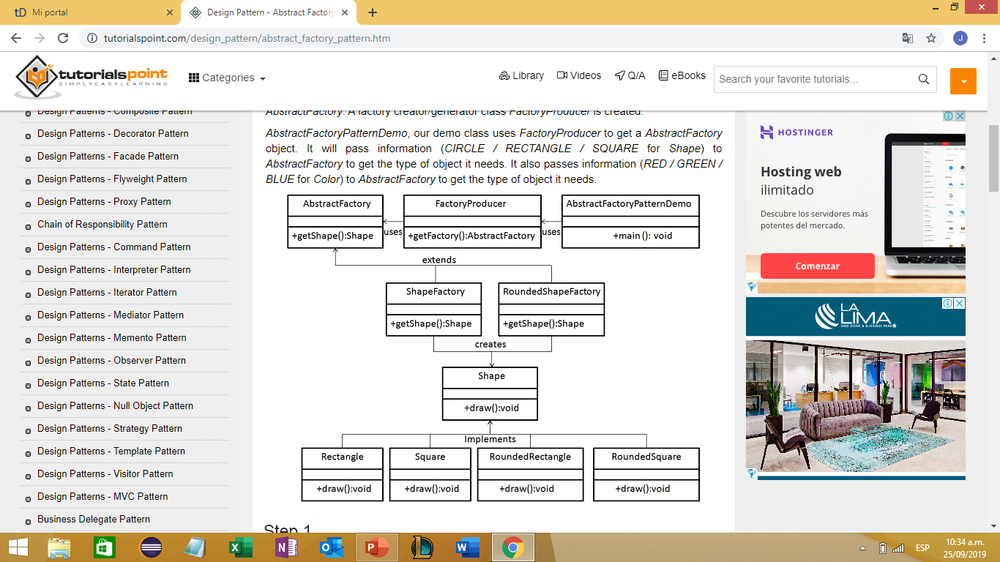 tD Mi portal
Design Pattern - Abstract Factory
tutorialspoint.com/design_pattern/abstract_factory_pattern.htm
J
tutorialspoint
SIMPLYEASYLEARNING
Categories
Library
Videos
Q/A
eBooks
Search your favorite tutorials...
Design Patterns - Composite Pattern
Design Patterns - Decorator Pattern
Design Patterns - Facade Pattern
Design Patterns - Flyweight Pattern
Design Patterns - Proxy Pattern
Chain of Responsibility Pattern
Design Patterns - Command Pattern
Design Patterns - Interpreter Pattern
Design Patterns - Iterator Pattern
Design Patterns - Mediator Pattern
Design Patterns - Memento Pattern
Design Patterns - Observer Pattern
Design Patterns - State Pattern
Design Patterns - Null Object Pattern
Design Patterns - Strategy Pattern
Design Patterns - Template Pattern
Design Patterns - Visitor Pattern
Design Patterns - MVC Pattern
Business Delegate Pattern
AbstractFactory. A factory creator/generator class FactoryProducer is created.
AbstractFactoryPatternDemo, our demo class uses FactoryProducer to get a AbstractFactory
object. It will pass information (CIRCLE / RECTANGLE / SQUARE for Shape) to
AbstractFactory to get the type of object it needs. It also passes information (RED / GREEN /
BLUE for Color) to AbstractFactory to get the type of object it needs.
AbstractFactory
+getShape():Shape
uses
FactoryProducer
+getFactory():AbstractFactory
uses
AbstractFactoryPatternDemo
+main (): void
extends
ShapeFactory
+getShape():Shape
RoundedShapeFactory
+getShape():Shape
creates
Shape
+draw():void
Implements
Rectangle
+draw():void
Square
+draw():void
RoundedRectangle
+draw():void
RoundedSquare
+draw():void
Step 1
HOSTINGER
Hosting web
ilimitado
Descubre los servidores más
potentes del mercado.
Comenzar
LA
LIMA
FREE ZONE & BUSINESS PARK
ESP
10:34 a.m.
25/09/2019